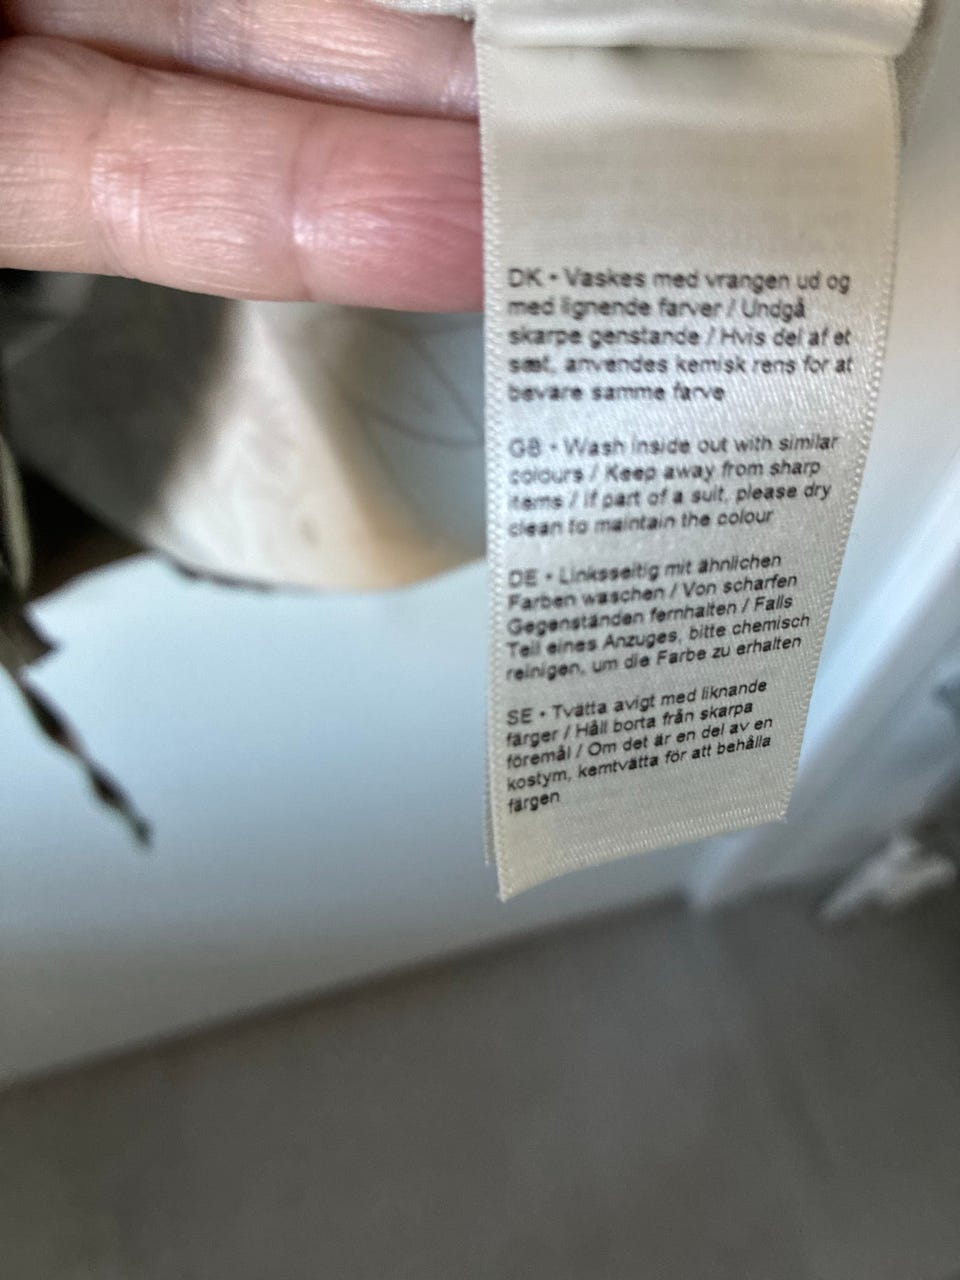 DK • Vaskes med vrangen ud og
med lignende farver / Undgå
skarpe genstande / Hvis del af et
sæt, anvendes kemisk rens for at
bevare samme farve
GB • Wash inside out with similar
colours / Keep away from sharp
items / If part of a suit, please dry
clean to maintain the colour
DE • Linksseitig mit ähnlichen
Farben waschen / Von scharfen
Gegenständen fernhalten / Falls
Teil eines Anzuges, bitte chemisch
reinigen, um die Farbe zu erhalten
SE • Tvätta avigt med liknande
färger / Håll borta från skarpa
föremål / Om det är en del av en
kostym, kemtvätta för att behålla
färgen